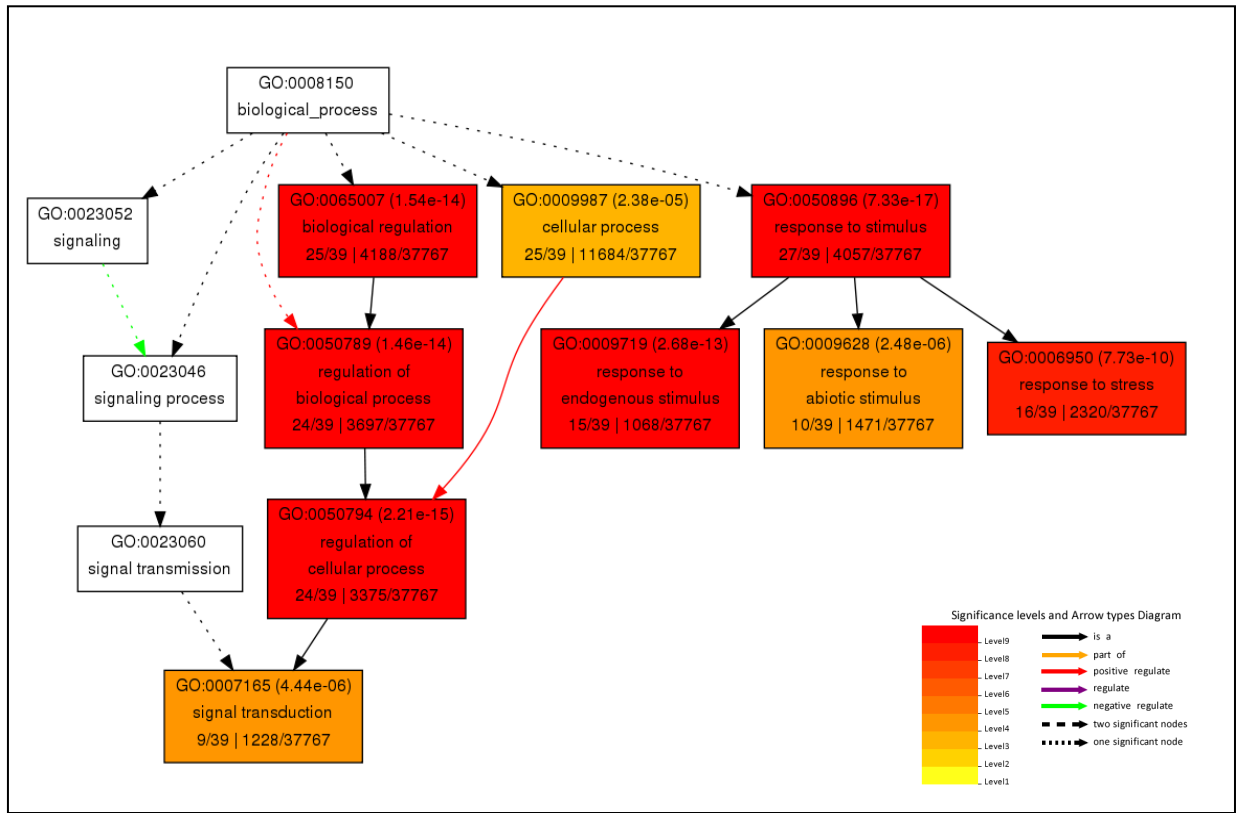 GO:0008150
biological_process
GO:0023052
signaling
GO:0065007 (1.54e-14)
biological regulation
25/39 | 4188/37767
GO:0009987 (2.38e-05)
cellular process
25/39 | 11684/37767
GO:0050896 (7.33e-17)
response to stimulus
27/39 | 4057/37767
GO:0023046
signaling process
GO:0050789 (1.46e-14)
regulation of
biological process
24/39 | 3697/37767
GO:0009719 (2.68e-13)
response to
endogenous stimulus
15/39 | 1068/37767
GO:0009628 (2.48e-06)
response to
abiotic stimulus
10/39 | 1471/37767
GO:0006950 (7.73e-10)
response to stress
16/39 | 2320/37767
GO:0023060
signal transmission
GO:0050794 (2.21e-15)
regulation of
cellular process
24/39 | 3375/37767
GO:0007165 (4.44e-06)
signal transduction
9/39 | 1228/37767
Significance levels and Arrow types Diagram
Level9
Level8
Level7
Level6
Level5
Level4
Level3
Level2
Level1
is a
part of
positive regulate
regulate
negative regulate
two significant nodes
one significant node